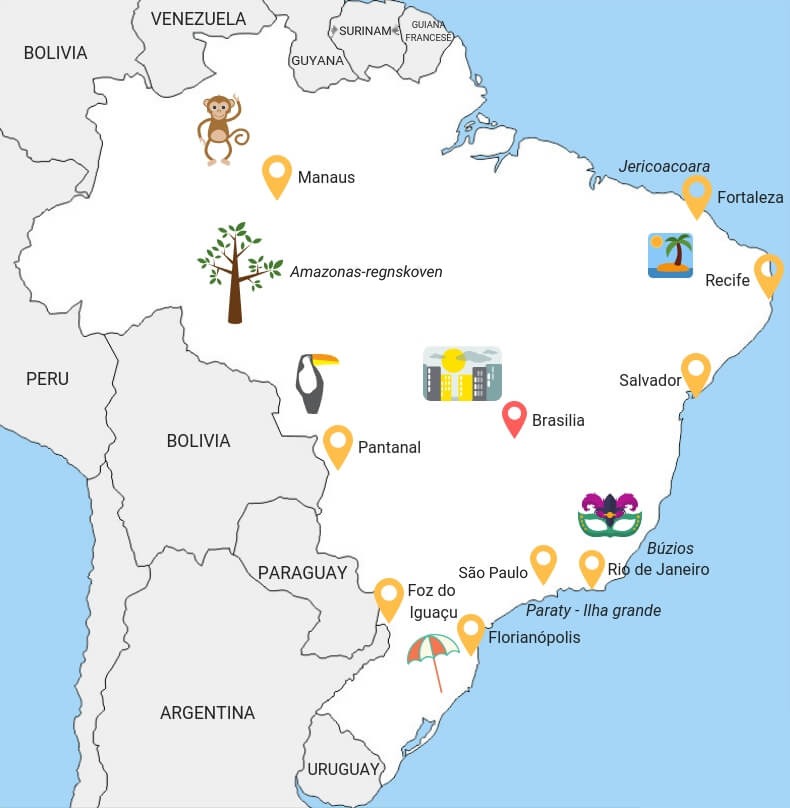 VENEZUELA
BOLIVIA
SURINAM
GUIANA
FRANCESE
GUYANA
Jericoacoara
Manaus
Fortaleza
Amazonas-regnskoven
Recife
PERU
Salvador
Brasilia
BOLIVIA
Pantanal
Búzios
São Paulo
Rio de Janeiro
PARAGUAY
Foz do
Iguaçu
Paraty - Ilha grande
Florianópolis
ARGENTINA
URUGUAY